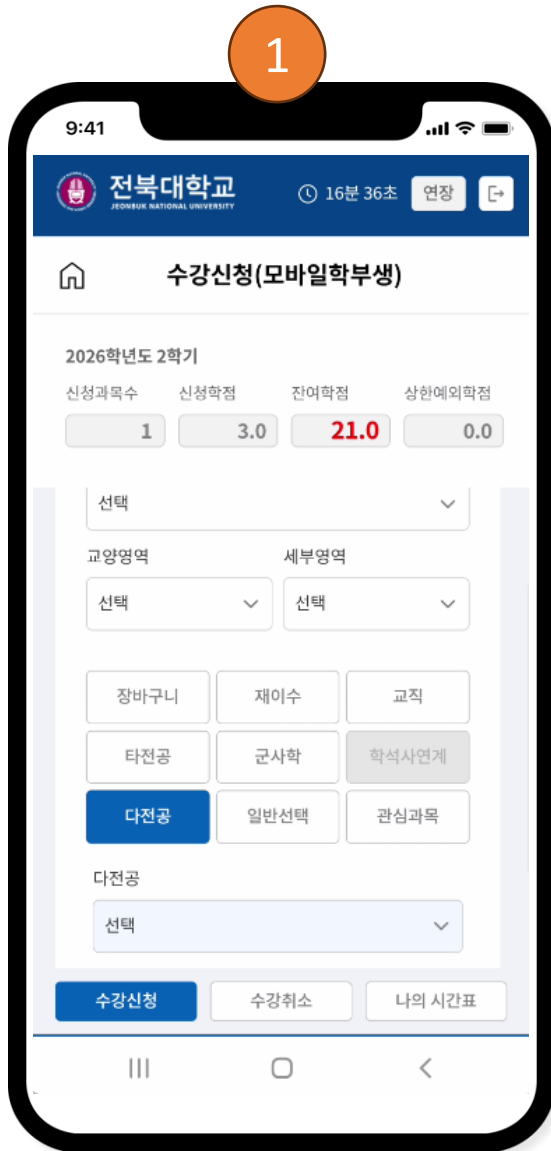 1
9:41
전북대학교
JEONBUK NATIONAL UNIVERSITY
16분 36초 연장
수강신청(모바일학부생)
2026학년도 2학기
신청과목수 신청학점 잔여학점 상한예외학점
1 3.0 21.0 0.0
선택
교양영역 세부영역
선택 선택
장바구니 재이수 교직
타전공 군사학 학석사연계
다전공 일반선택 관심과목
다전공
선택
수강신청 수강취소 나의 시간표